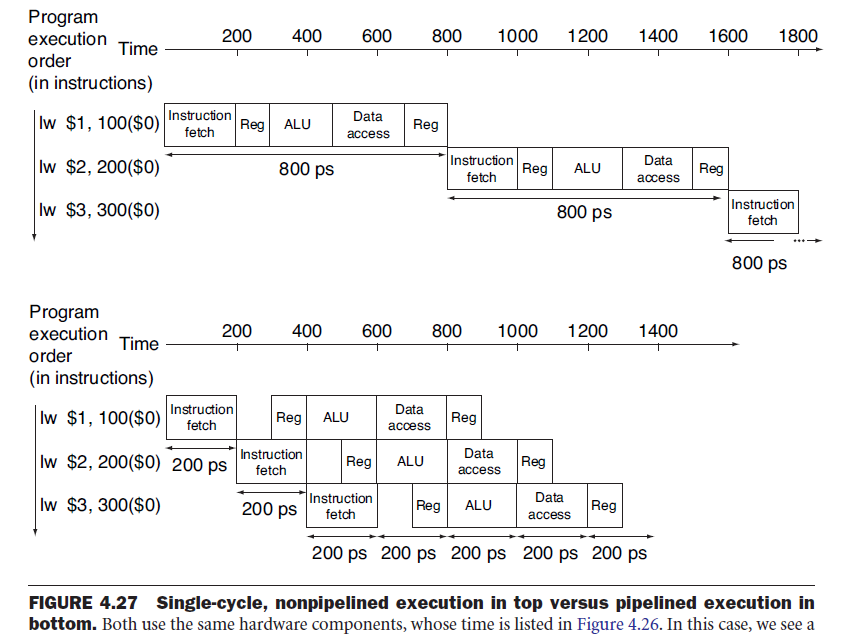 Program
execution
order
(in instructions)
Time
200 400 600 800 1000 1200 1400 1600 1800
lw $1, 100($0)
Instruction fetch
Reg
ALU
Data access
Reg
800 ps
lw $2, 200($0)
Instruction fetch
Reg
ALU
Data access
Reg
800 ps
lw $3, 300($0)
Instruction fetch
...
800 ps
Program
execution
order
(in instructions)
Time
200 400 600 800 1000 1200 1400
lw $1, 100($0)
Instruction fetch
Reg
ALU
Data access
Reg
200 ps
lw $2, 200($0)
Instruction fetch
Reg
ALU
Data access
Reg
200 ps
lw $3, 300($0)
Instruction fetch
Reg
ALU
Data access
Reg
200 ps 200 ps 200 ps 200 ps 200 ps
FIGURE 4.27 Single-cycle, nonpipelined execution in top versus pipelined execution in
bottom. Both use the same hardware components, whose time is listed in Figure 4.26. In this case, we see a